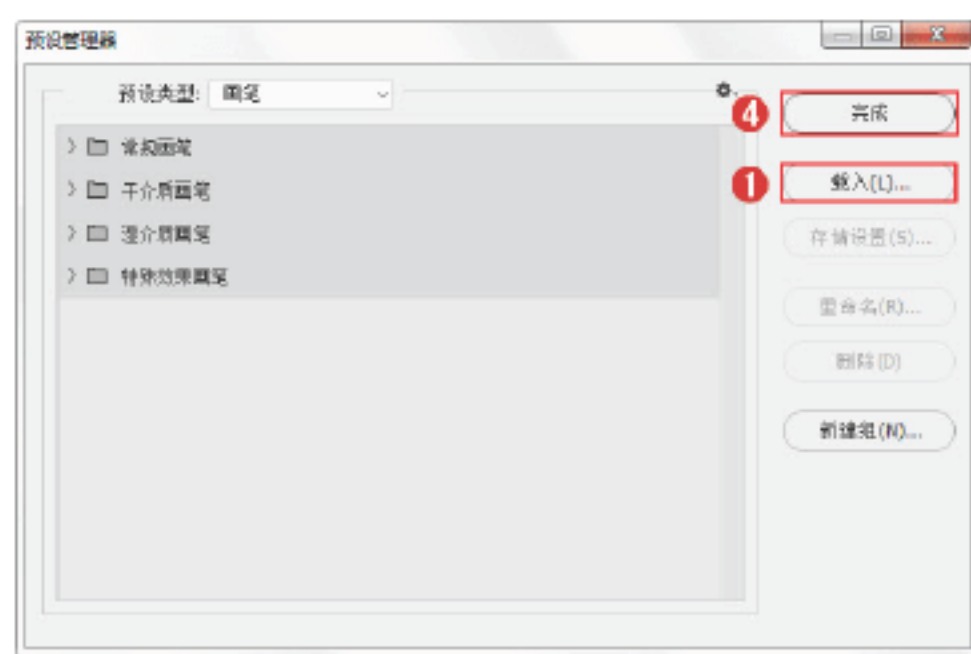 预设管理器
预设类型: 画笔
4 完成
常规画笔
1 载入(L)...
干介质画笔
湿介质画笔
存储设置(S)...
特殊效果画笔
重命名(R)...
删除(D)
新建组(N)...